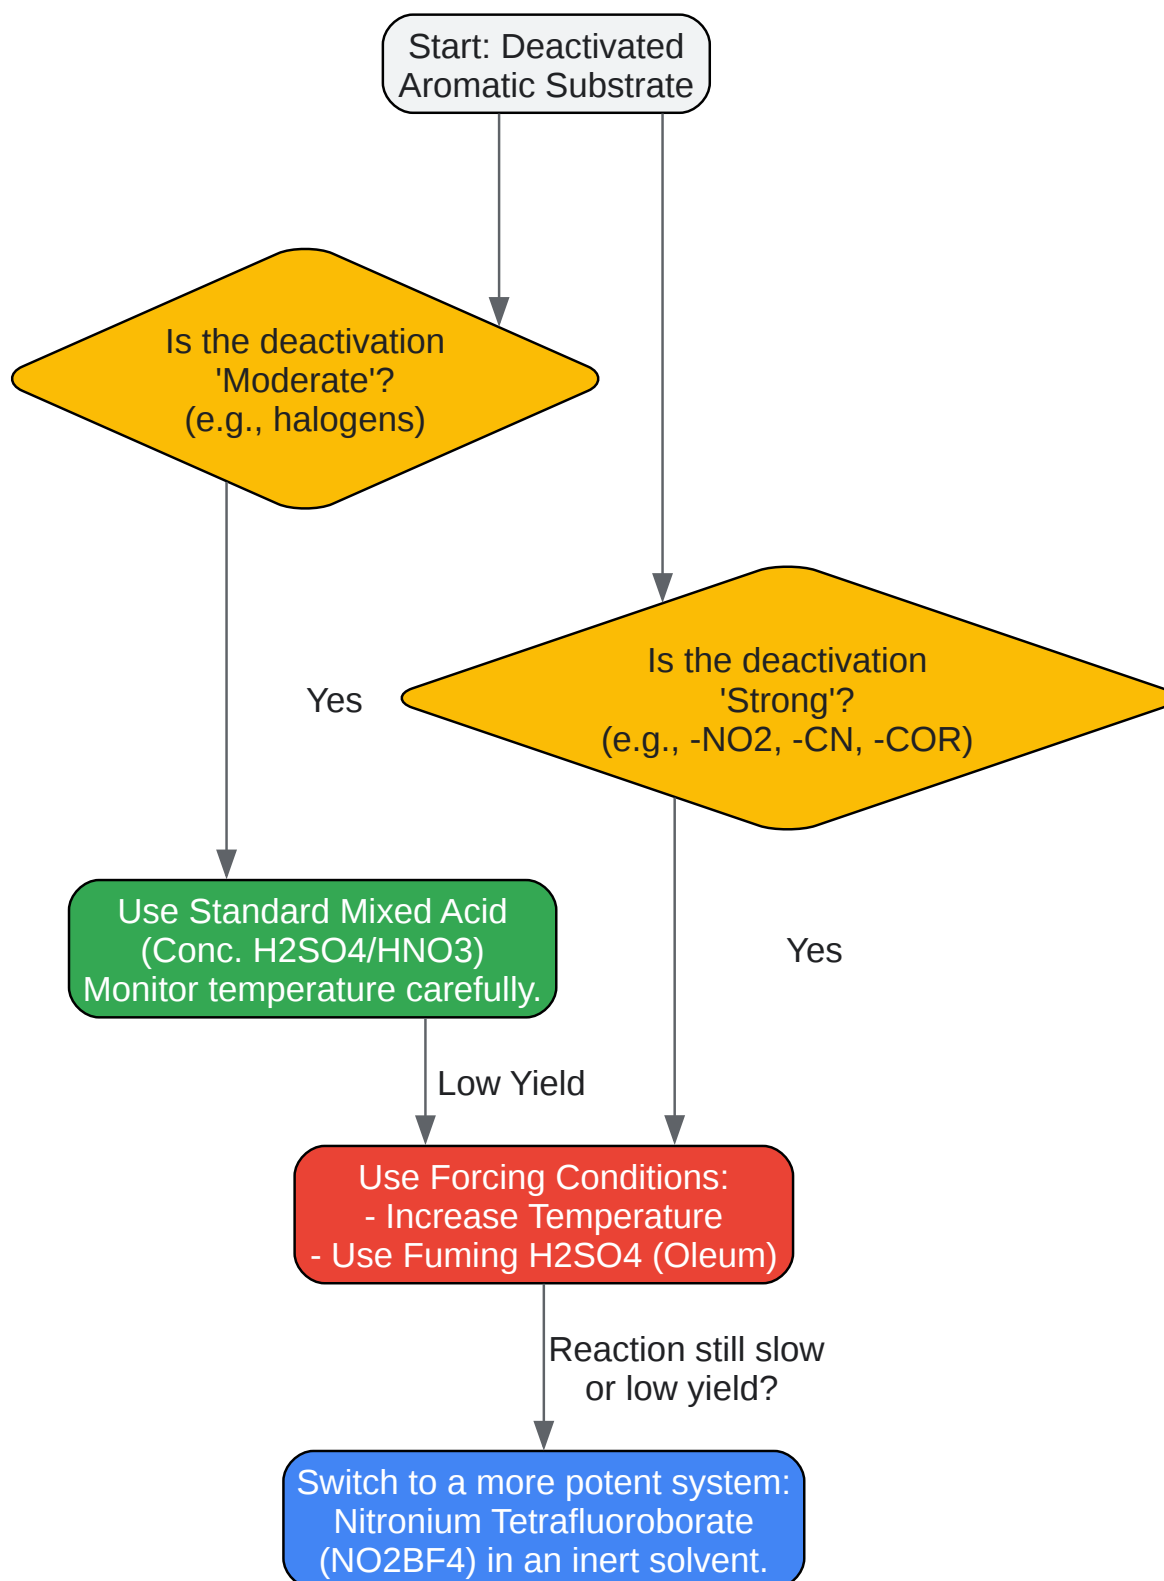 Start: Deactivated
Aromatic Substrate
Is the deactivation
'Moderate'?
(e.g., halogens)
Is the deactivation
'Strong'?
(e.g., -NO2, -CN, -COR)
Yes
Use Standard Mixed Acid
(Conc. H2SO4/HNO3)
Monitor temperature carefully.
Yes
Low Yield
Use Forcing Conditions:
- Increase Temperature
- Use Fuming H2SO4 (Oleum)
Reaction still slow
or low yield?
Switch to a more potent system:
Nitronium Tetrafluoroborate
(NO2BF4) in an inert solvent.